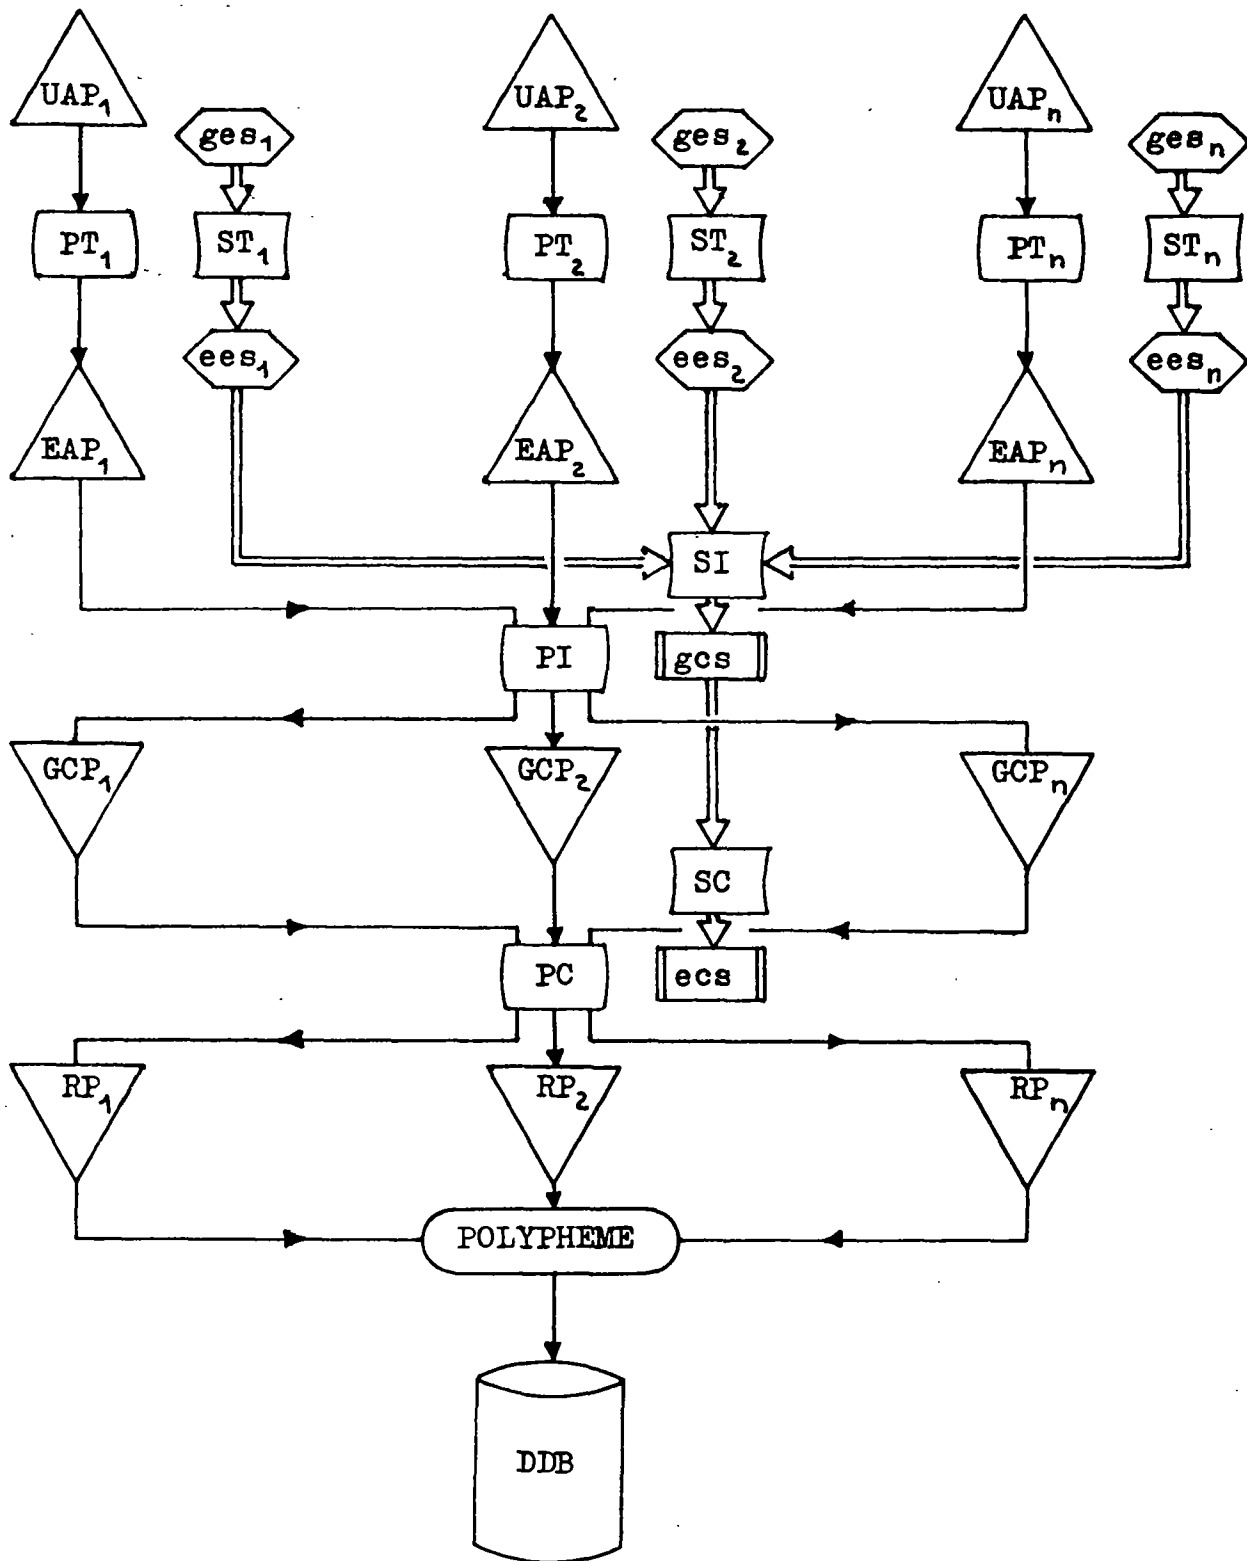 UAP₁ UAP₂ UAPₙ
ges₁ ges₂ gesₙ
PT₁ ST₁ PT₂ ST₂ PTₙ STₙ
ees₁ ees₂ eesₙ
EAP₁ EAP₂ EAPₙ
SI
PI gcs
GCP₁ GCP₂ GCPₙ
SC
PC ecs
RP₁ RP₂ RPₙ
POLYPHEME
DDB